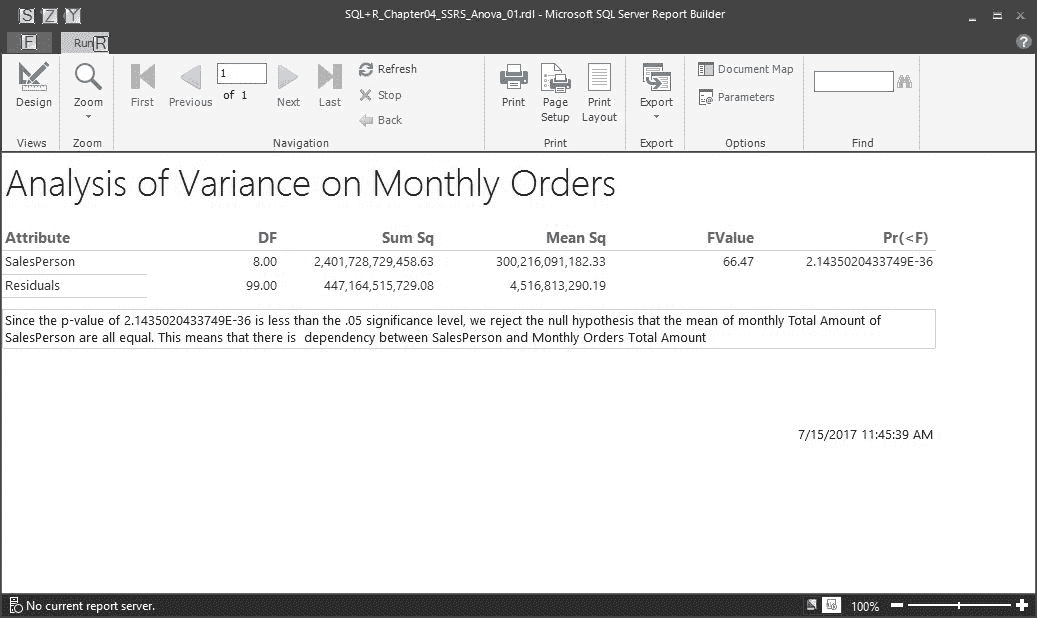 S Z Y SQL+R_Chapter04_SSRS_Anova_01.rdl - Microsoft SQL Server Report Builder
F Run R ?
Design Zoom First Previous 1 of 1 Next Last Refresh Stop Back Print Page Setup Print Layout Export Document Map Parameters
Views Zoom Navigation Print Export Options Find
Analysis of Variance on Monthly Orders
Attribute DF Sum Sq Mean Sq FValue Pr(<F)
SalesPerson 8.00 2,401,728,729,458.63 300,216,091,182.33 66.47 2.1435020433749E-36
Residuals 99.00 447,164,515,729.08 4,516,813,290.19
Since the p-value of 2.1435020433749E-36 is less than the .05 significance level, we reject the null hypothesis that the mean of monthly Total Amount of
SalesPerson are all equal. This means that there is  dependency between SalesPerson and Monthly Orders Total Amount
7/15/2017 11:45:39 AM
No current report server. 100%